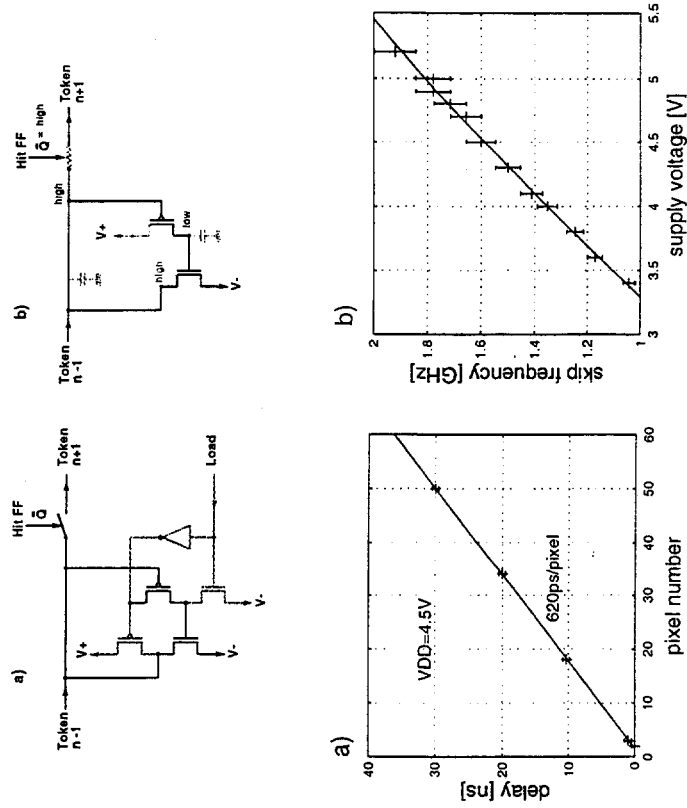 a)
Hit FF
Q̄
Token
n-1
Token
n+1
V+
V-
V-
Load
b)
Hit FF
Q̄ = high
Token
n-1
Token
n+1
high
V+
high
low
V-
a)
40
30
20
10
0
delay [ns]
VDD=4.5V
620ps/pixel
0
10
20
30
40
50
60
pixel number
b)
2
1.8
1.6
1.4
1.2
1
skip frequency [GHz]
3
3.5
4
4.5
5
5.5
supply voltage [V]